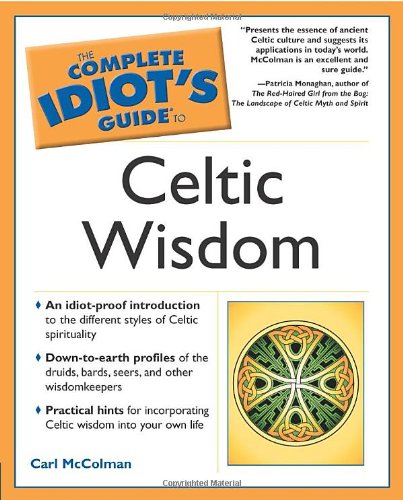 Copyrighted Material
THE
COMPLETE
IDIOT'S
GUIDE® TO
"Presents the essence of ancient
Celtic culture and suggests its
applications in today's world.
McColman is an excellent and
sure guide."
—Patricia Monaghan, author of
The Red-Haired Girl from the Bog:
The Landscape of Celtic Myth and Spirit
Celtic
Wisdom
♦ An idiot-proof introduction
to the different styles of Celtic
spirituality
♦ Down-to-earth profiles of the
druids, bards, seers, and other
wisdomkeepers
♦ Practical hints for incorporating
Celtic wisdom into your own life
Carl McColman
Copyrighted Material